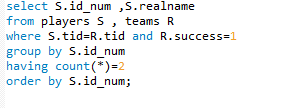 select S.id_num ,S.realname
from players S , teams R
where S.tid=R.tid and R.success=1
group by S.id_num
having count(*)=2
order by S.id_num;